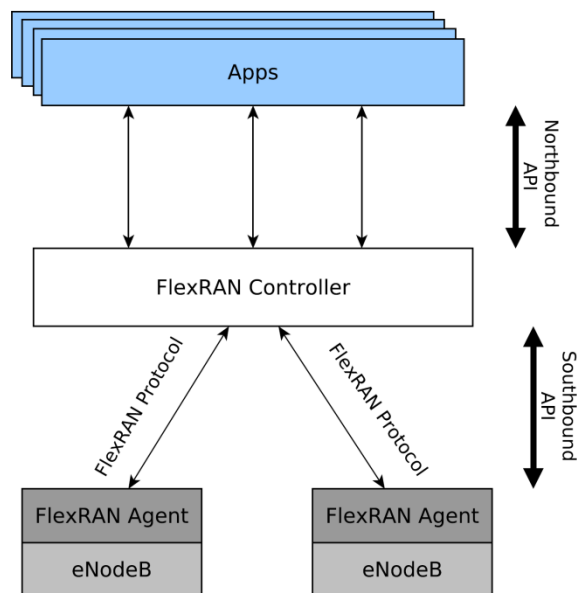 Apps
Northbound
API
FlexRAN Controller
FlexRAN Protocol
FlexRAN Protocol
Southbound
API
FlexRAN Agent
FlexRAN Agent
eNodeB
eNodeB